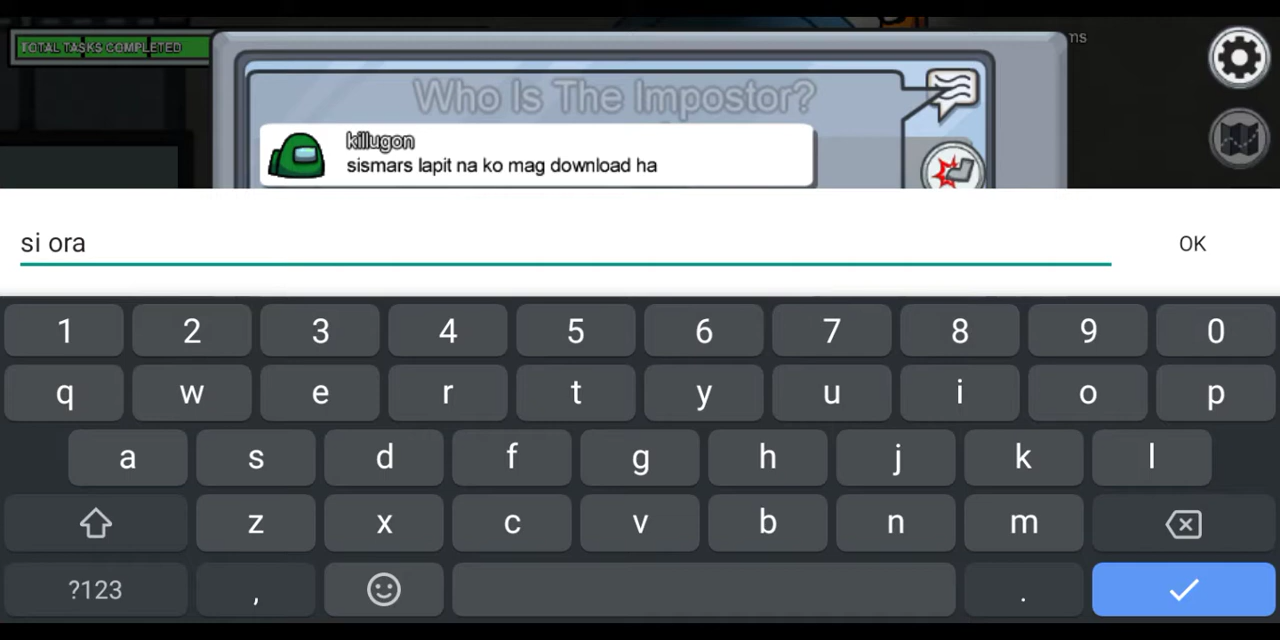 TOTAL TASKS COMPLETED
ms
Who Is The Impostor?
killugon
sismars lapit na ko mag download ha
si ora
OK
1 2 3 4 5 6 7 8 9 0
q w e r t y u i o p
a s d f g h j k l
z x c v b n m
?123 , .